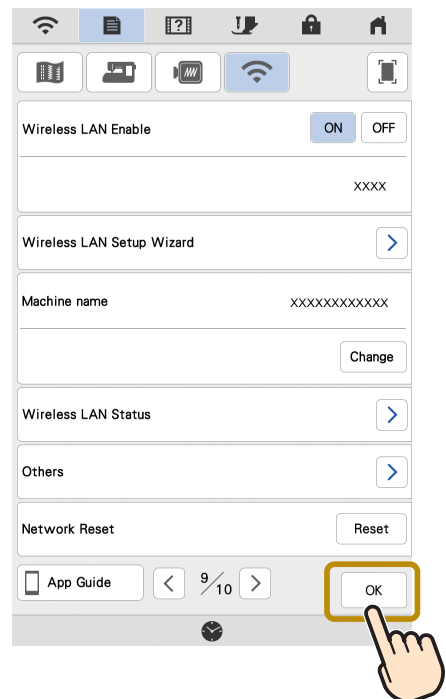 Wireless LAN Enable
ON OFF
XXXX
Wireless LAN Setup Wizard
Machine name XXXXXXXXXXXX
Change
Wireless LAN Status
Others
Network Reset Reset
App Guide 9/10 OK